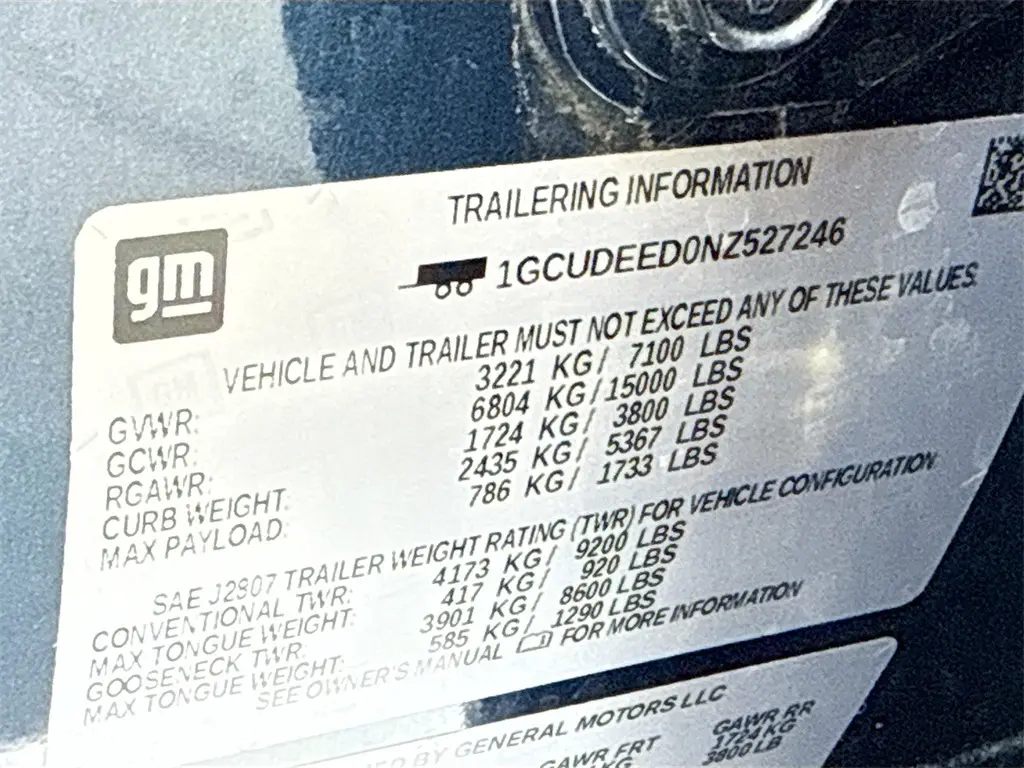 TRAILERING INFORMATION
gm
1GCUDEED0NZ527246
VEHICLE AND TRAILER MUST NOT EXCEED ANY OF THESE VALUES.
GVWR: 3221 KG/ 7100 LBS
GCWR: 6804 KG/15000 LBS
RGAWR: 1724 KG/ 3800 LBS
CURB WEIGHT: 2435 KG/ 5367 LBS
MAX PAYLOAD: 786 KG/ 1733 LBS
SAE J2807 TRAILER WEIGHT RATING (TWR) FOR VEHICLE CONFIGURATION
CONVENTIONAL TWR: 4173 KG/ 9200 LBS
MAX TONGUE WEIGHT: 417 KG/ 920 LBS
GOOSENECK TWR: 3901 KG/ 8600 LBS
MAX TONGUE WEIGHT: 585 KG/ 1290 LBS
SEE OWNER'S MANUAL FOR MORE INFORMATION
BY GENERAL MOTORS LLC
GAWR FRT GAWR RR
KG 1724 KG
3800 LB